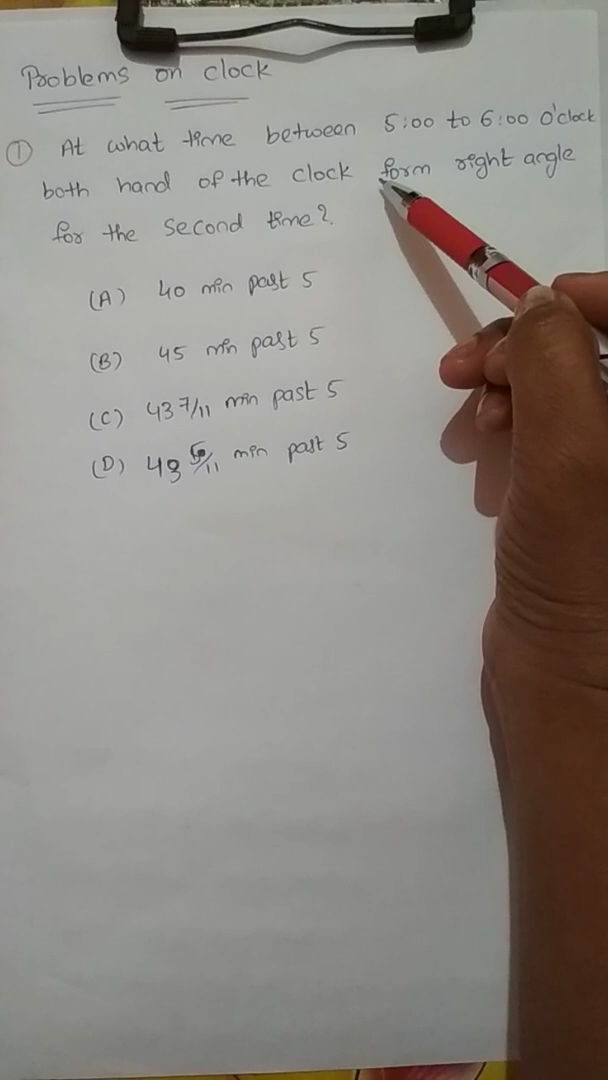 Problems on clock
① At what time between 5:00 to 6:00 O'clock
both hand of the clock form right angle
for the second time?
(A) 40 min past 5
(B) 45 min past 5
(C) 43 7/11 min past 5
(D) 43 5/11 min past 5